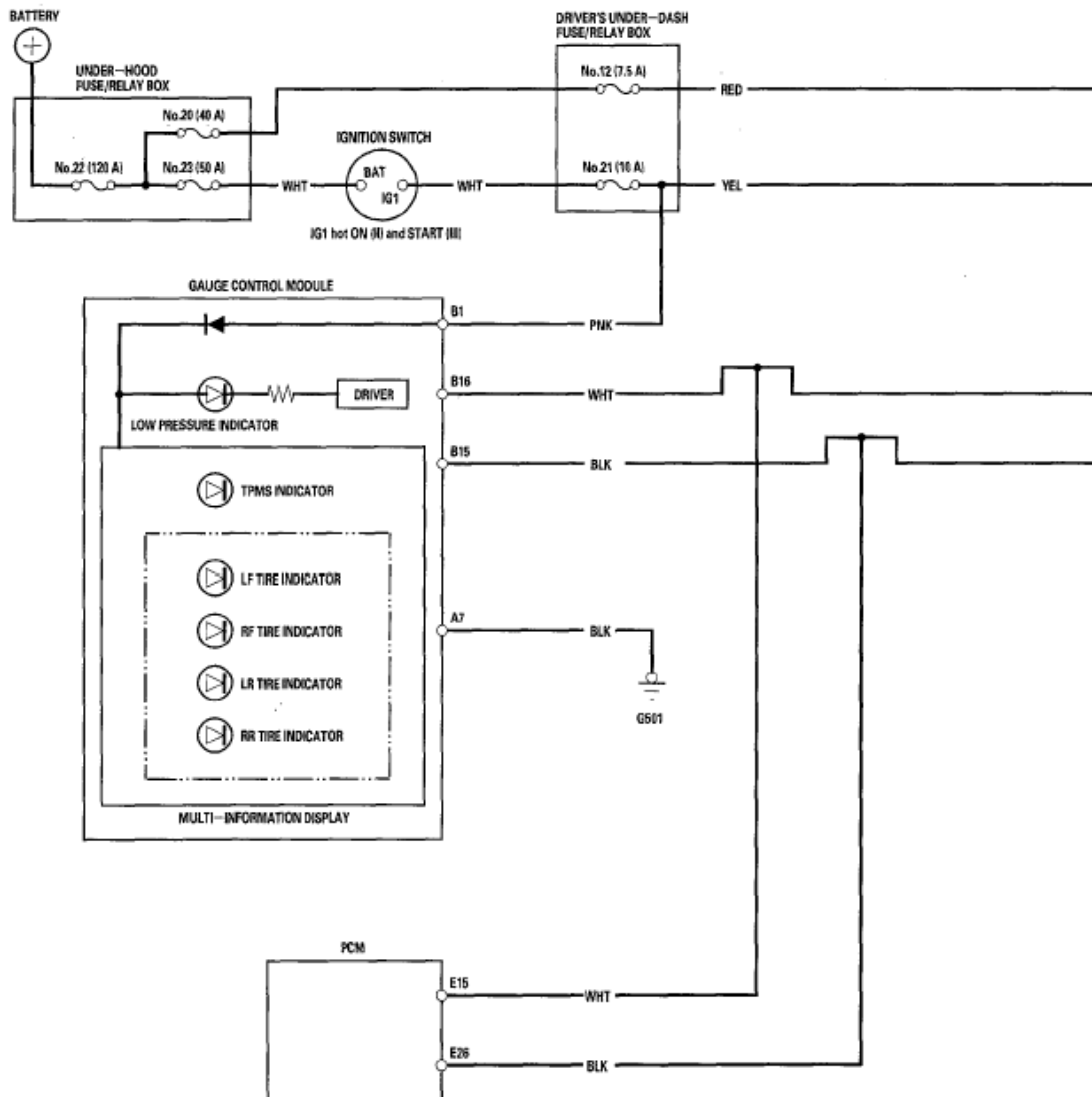 BATTERY
UNDER-HOOD
FUSE/RELAY BOX
No.20 (40 A)
No.22 (120 A)
No.23 (50 A)
WHT
IGNITION SWITCH
BAT
IG1
IG1 hot ON (II) and START (III)
WHT
DRIVER'S UNDER-DASH
FUSE/RELAY BOX
No.12 (7.5 A)
RED
No.21 (10 A)
YEL
GAUGE CONTROL MODULE
B1
PNK
B16
WHT
DRIVER
LOW PRESSURE INDICATOR
B15
BLK
TPMS INDICATOR
LF TIRE INDICATOR
RF TIRE INDICATOR
LR TIRE INDICATOR
RR TIRE INDICATOR
A7
BLK
G501
MULTI-INFORMATION DISPLAY
PCM
E15
WHT
E26
BLK